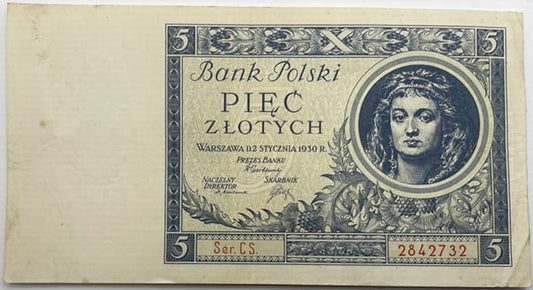 5 5
Bank Polski
PIĘĆ
ZŁOTYCH
WARSZAWA D. 2 STYCZNIA 1930 R.
PREZES BANKU
NACZELNY DYREKTOR SKARBNIK
5 Ser. C S. 2842732 5